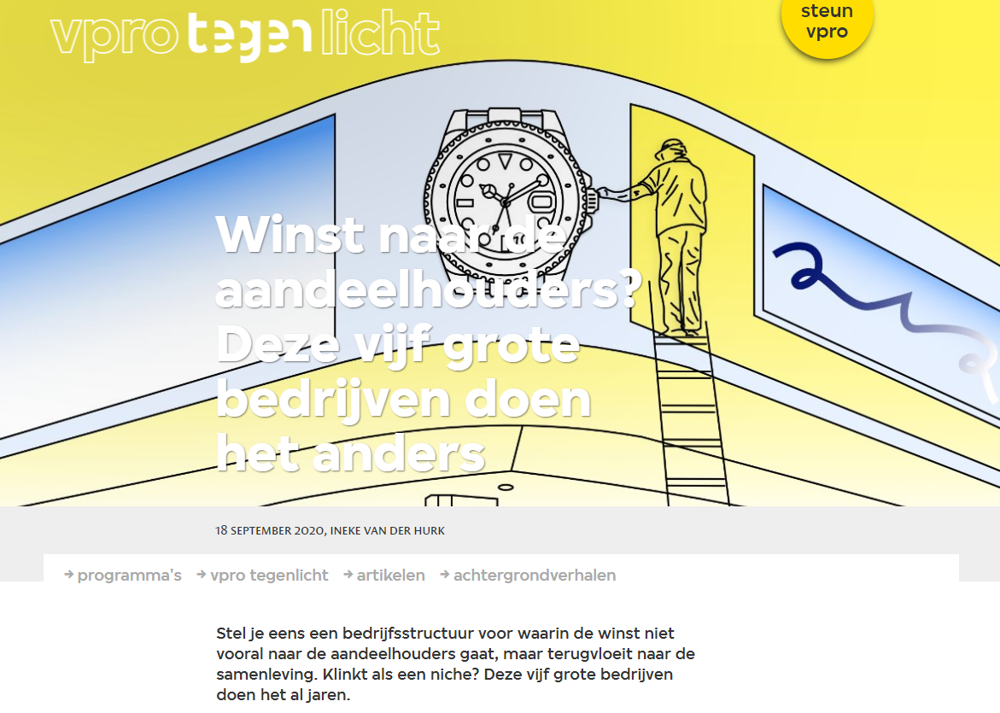 vpro tegenlicht
steun
vpro
Winst naar de
aandeelhouders?
Deze vijf grote
bedrijven doen
het anders
18 SEPTEMBER 2020, INEKE VAN DER HURK
→ programma's → vpro tegenlicht → artikelen → achtergrondverhalen
Stel je eens een bedrijfsstructuur voor waarin de winst niet
vooral naar de aandeelhouders gaat, maar terugvloeit naar de
samenleving. Klinkt als een niche? Deze vijf grote bedrijven
doen het al jaren.